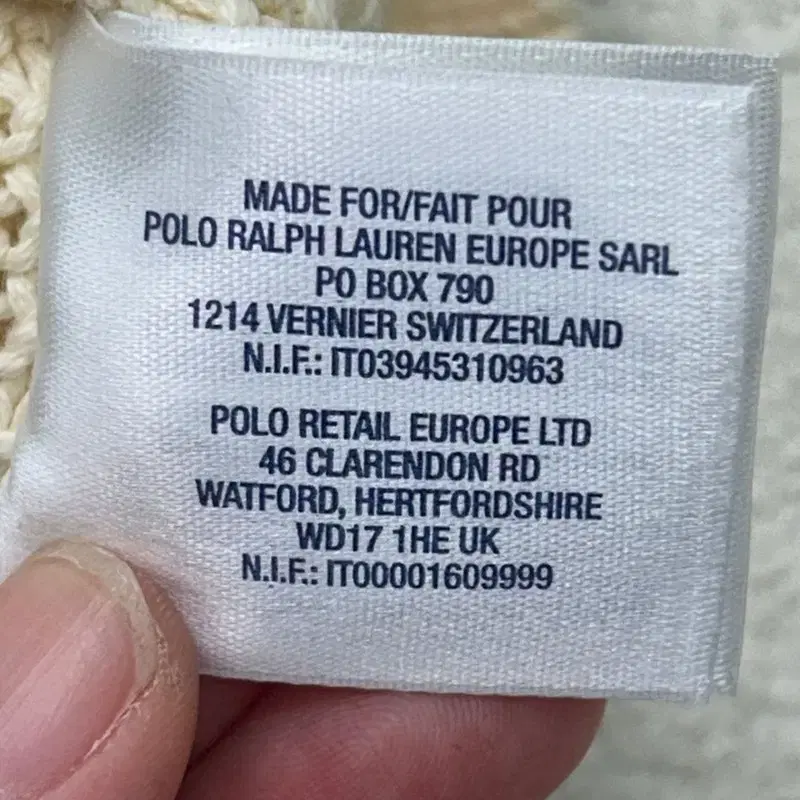 MADE FOR/FAIT POUR
POLO RALPH LAUREN EUROPE SARL
PO BOX 790
1214 VERNIER SWITZERLAND
N.I.F.: IT03945310963
POLO RETAIL EUROPE LTD
46 CLARENDON RD
WATFORD, HERTFORDSHIRE
WD17 1HE UK
N.I.F.: IT00001609999